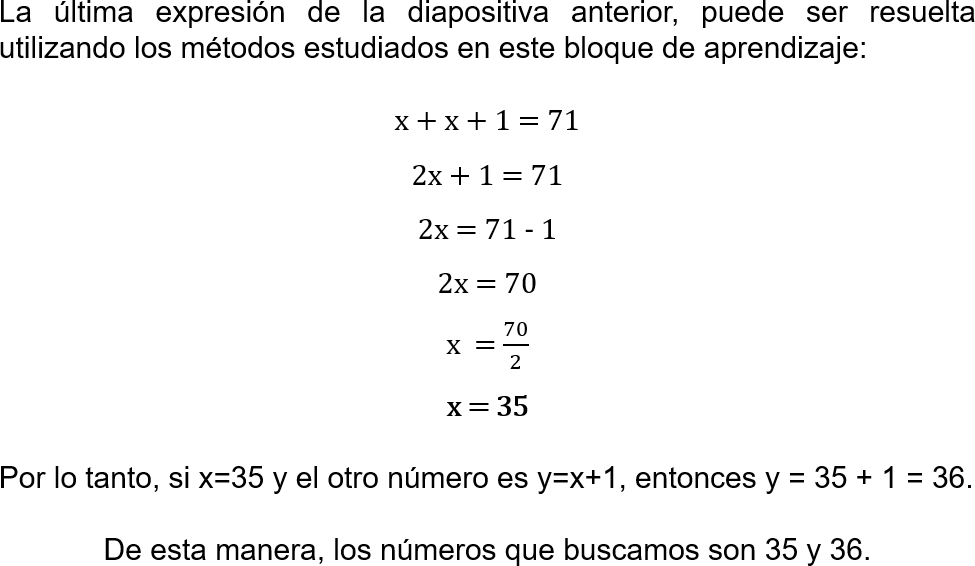 La última expresión de la diapositiva anterior, puede ser resuelta
utilizando los métodos estudiados en este bloque de aprendizaje:
x + x + 1 = 71
2x + 1 = 71
2x = 71 - 1
2x = 70
x = 70/2
x = 35
Por lo tanto, si x=35 y el otro número es y=x+1, entonces y = 35 + 1 = 36.
De esta manera, los números que buscamos son 35 y 36.